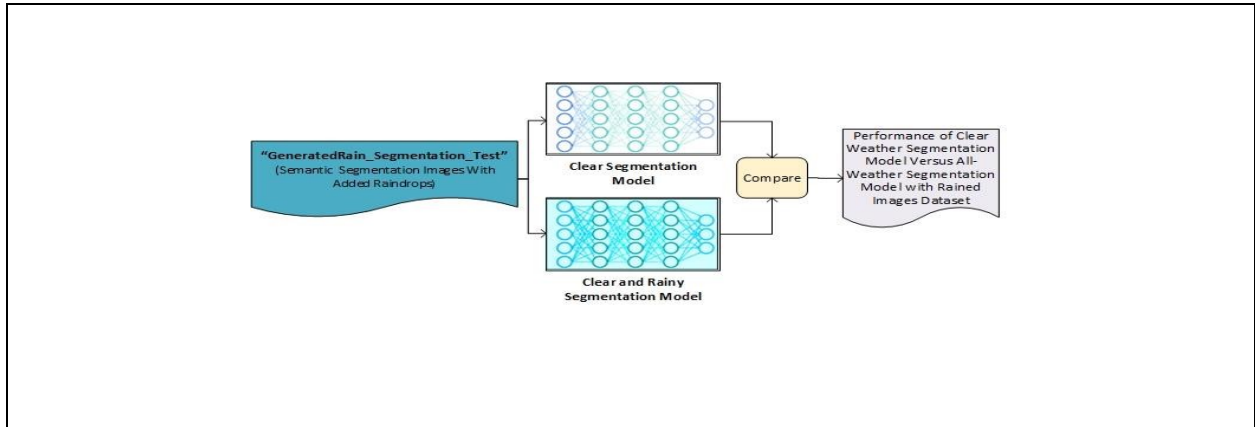 “GeneratedRain_Segmentation_Test”
(Semantic Segmentation Images With
Added Raindrops)
Clear Segmentation
Model
Clear and Rainy
Segmentation Model
Compare
Performance of Clear
Weather Segmentation
Model Versus All-
Weather Segmentation
Model with Rained
Images Dataset